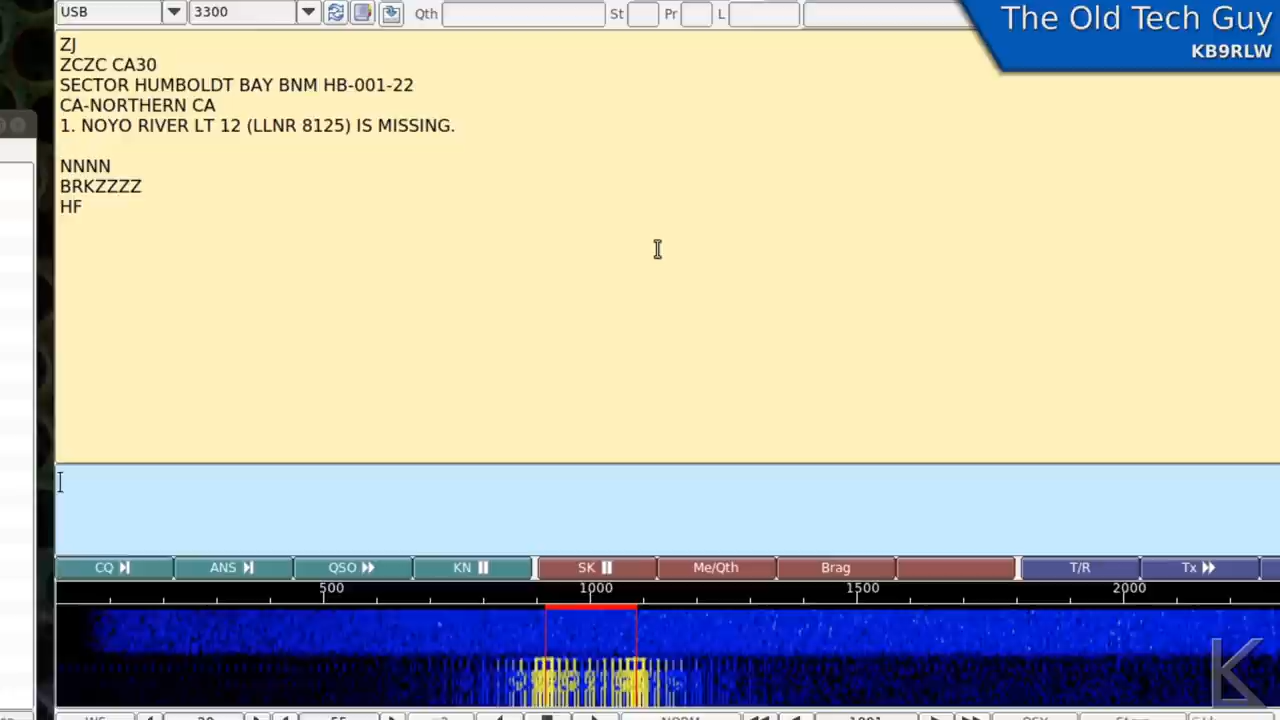 USB 3300 Qth St Pr L
The Old Tech Guy
KB9RLW
ZJ
ZCZC CA30
SECTOR HUMBOLDT BAY BNM HB-001-22
CA-NORTHERN CA
1. NOYO RIVER LT 12 (LLNR 8125) IS MISSING.
NNNN
BRKZZZZ
HF
CQ ANS QSO KN SK Me/Qth Brag T/R Tx
500 1000 1500 2000
K
NORM